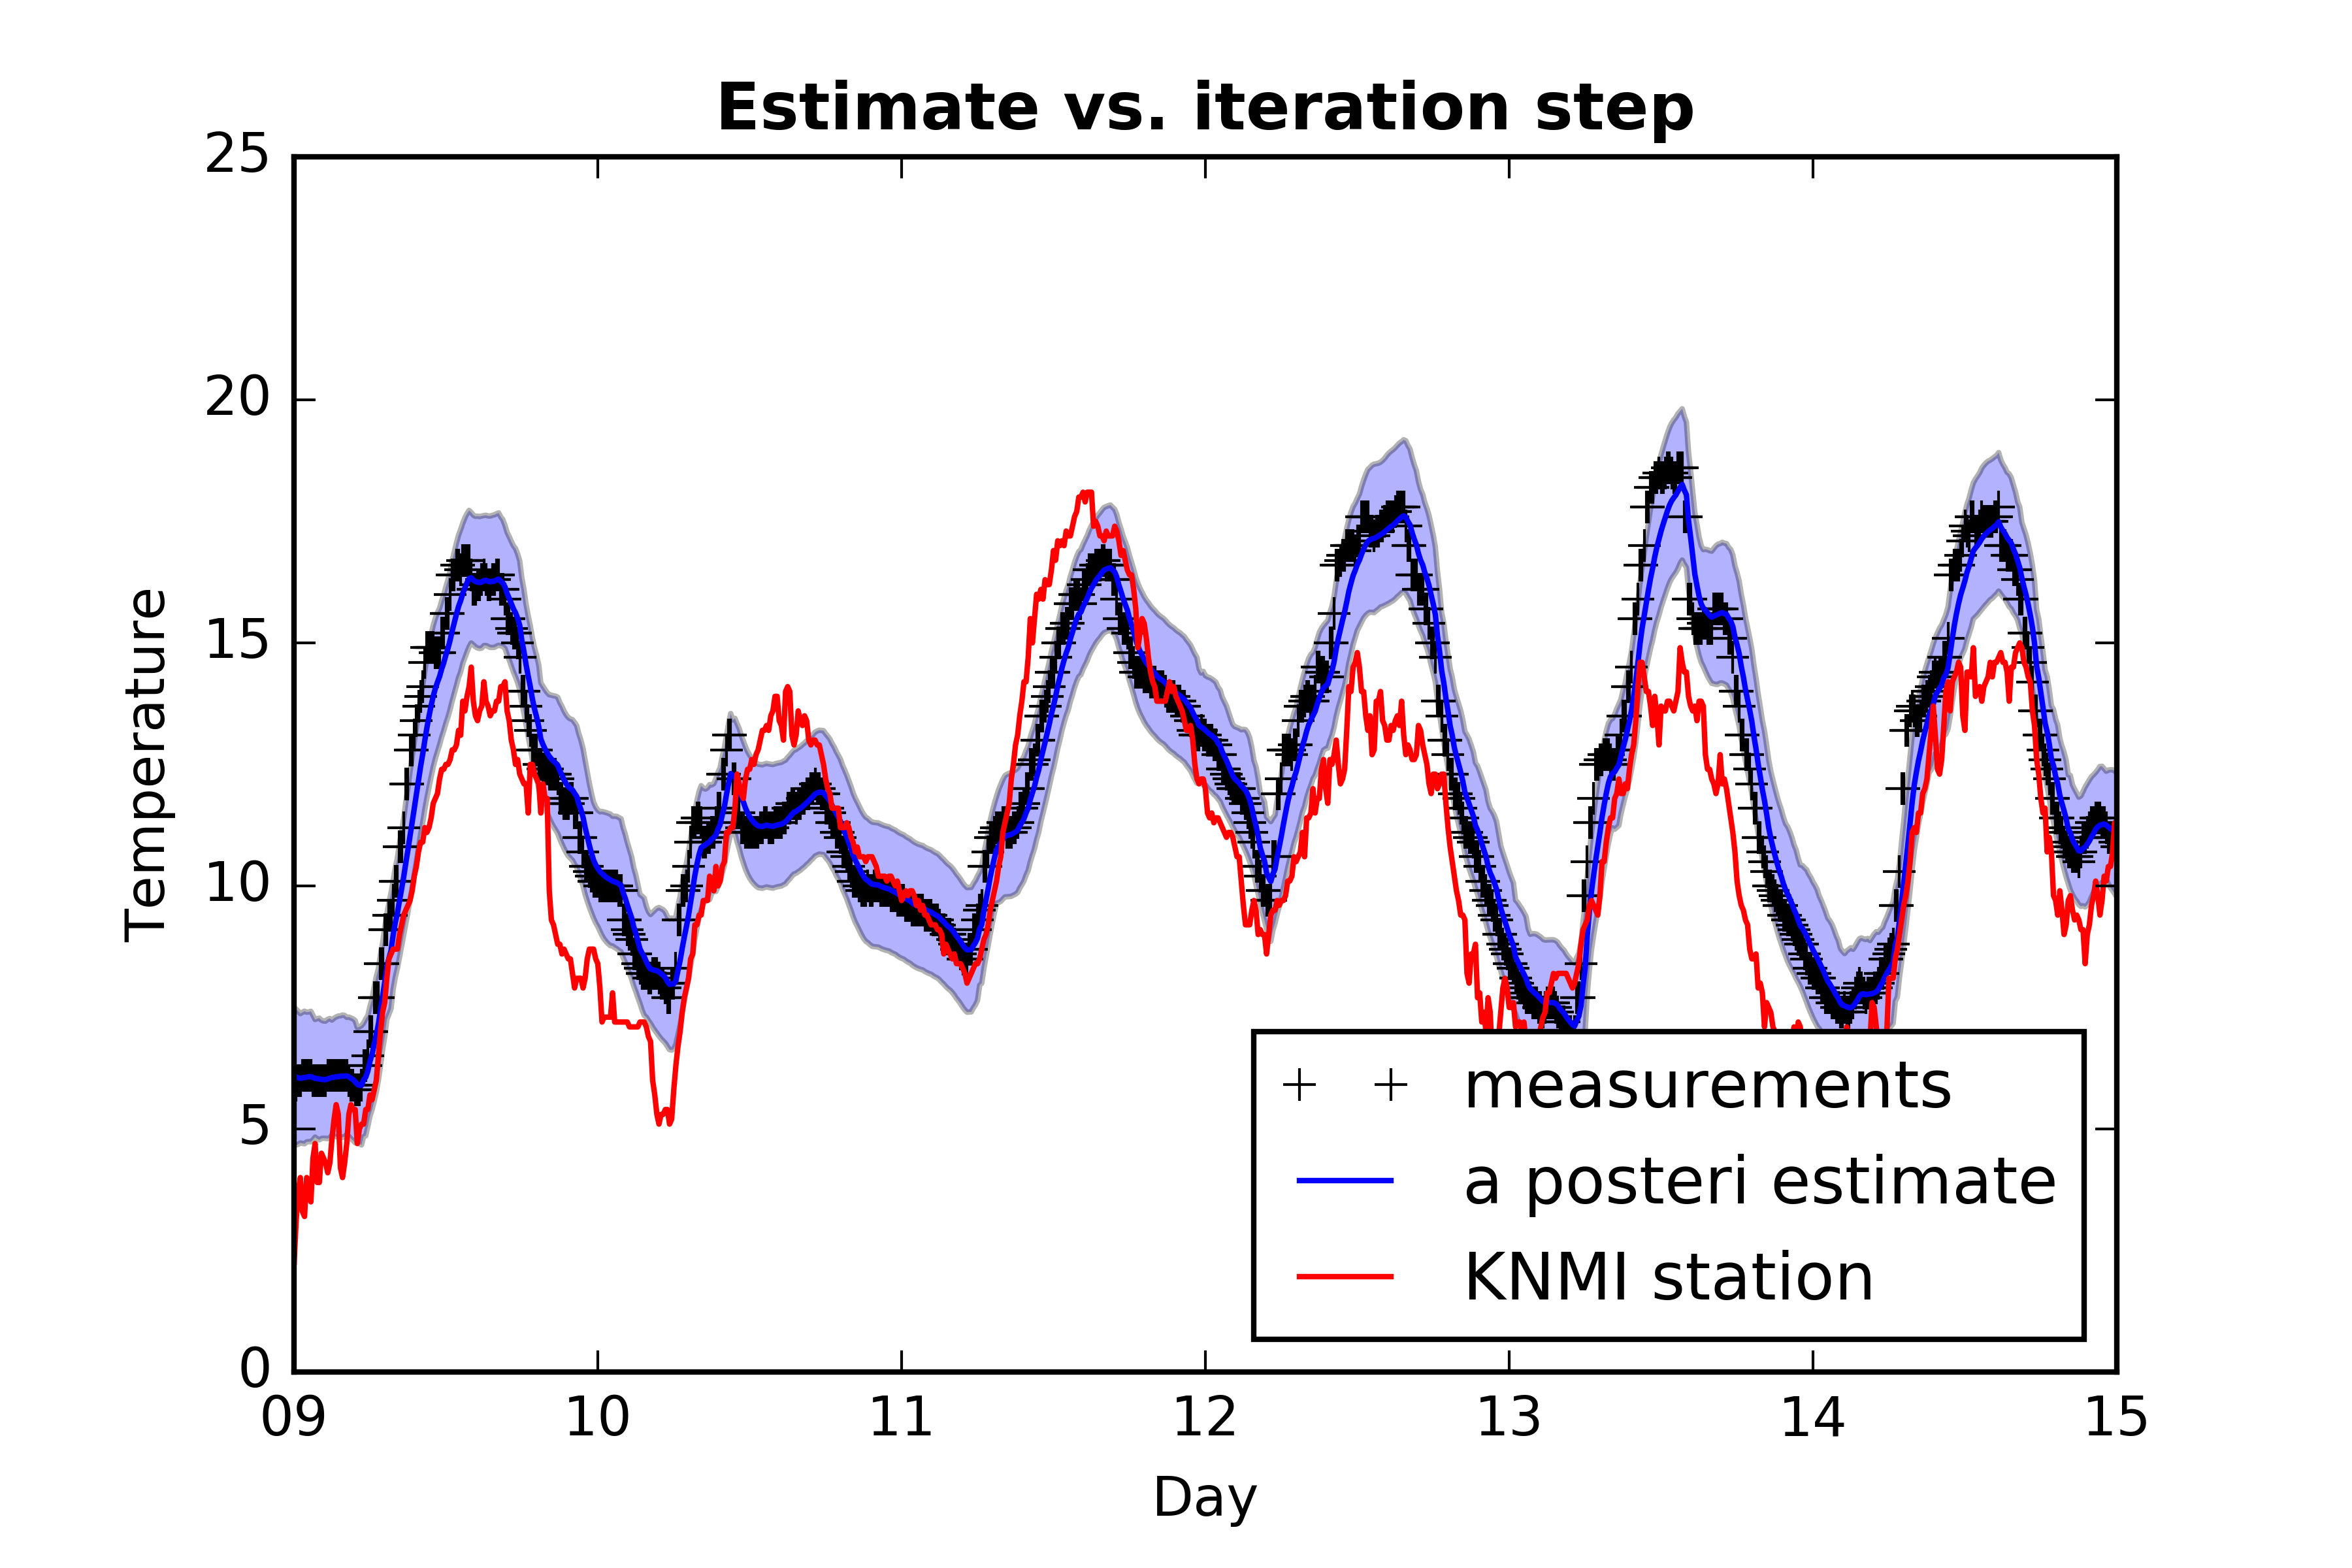 Estimate vs. iteration step
25
20
15
10
5
0
Temperature
09 10 11 12 13 14 15
Day
measurements
a posteri estimate
KNMI station